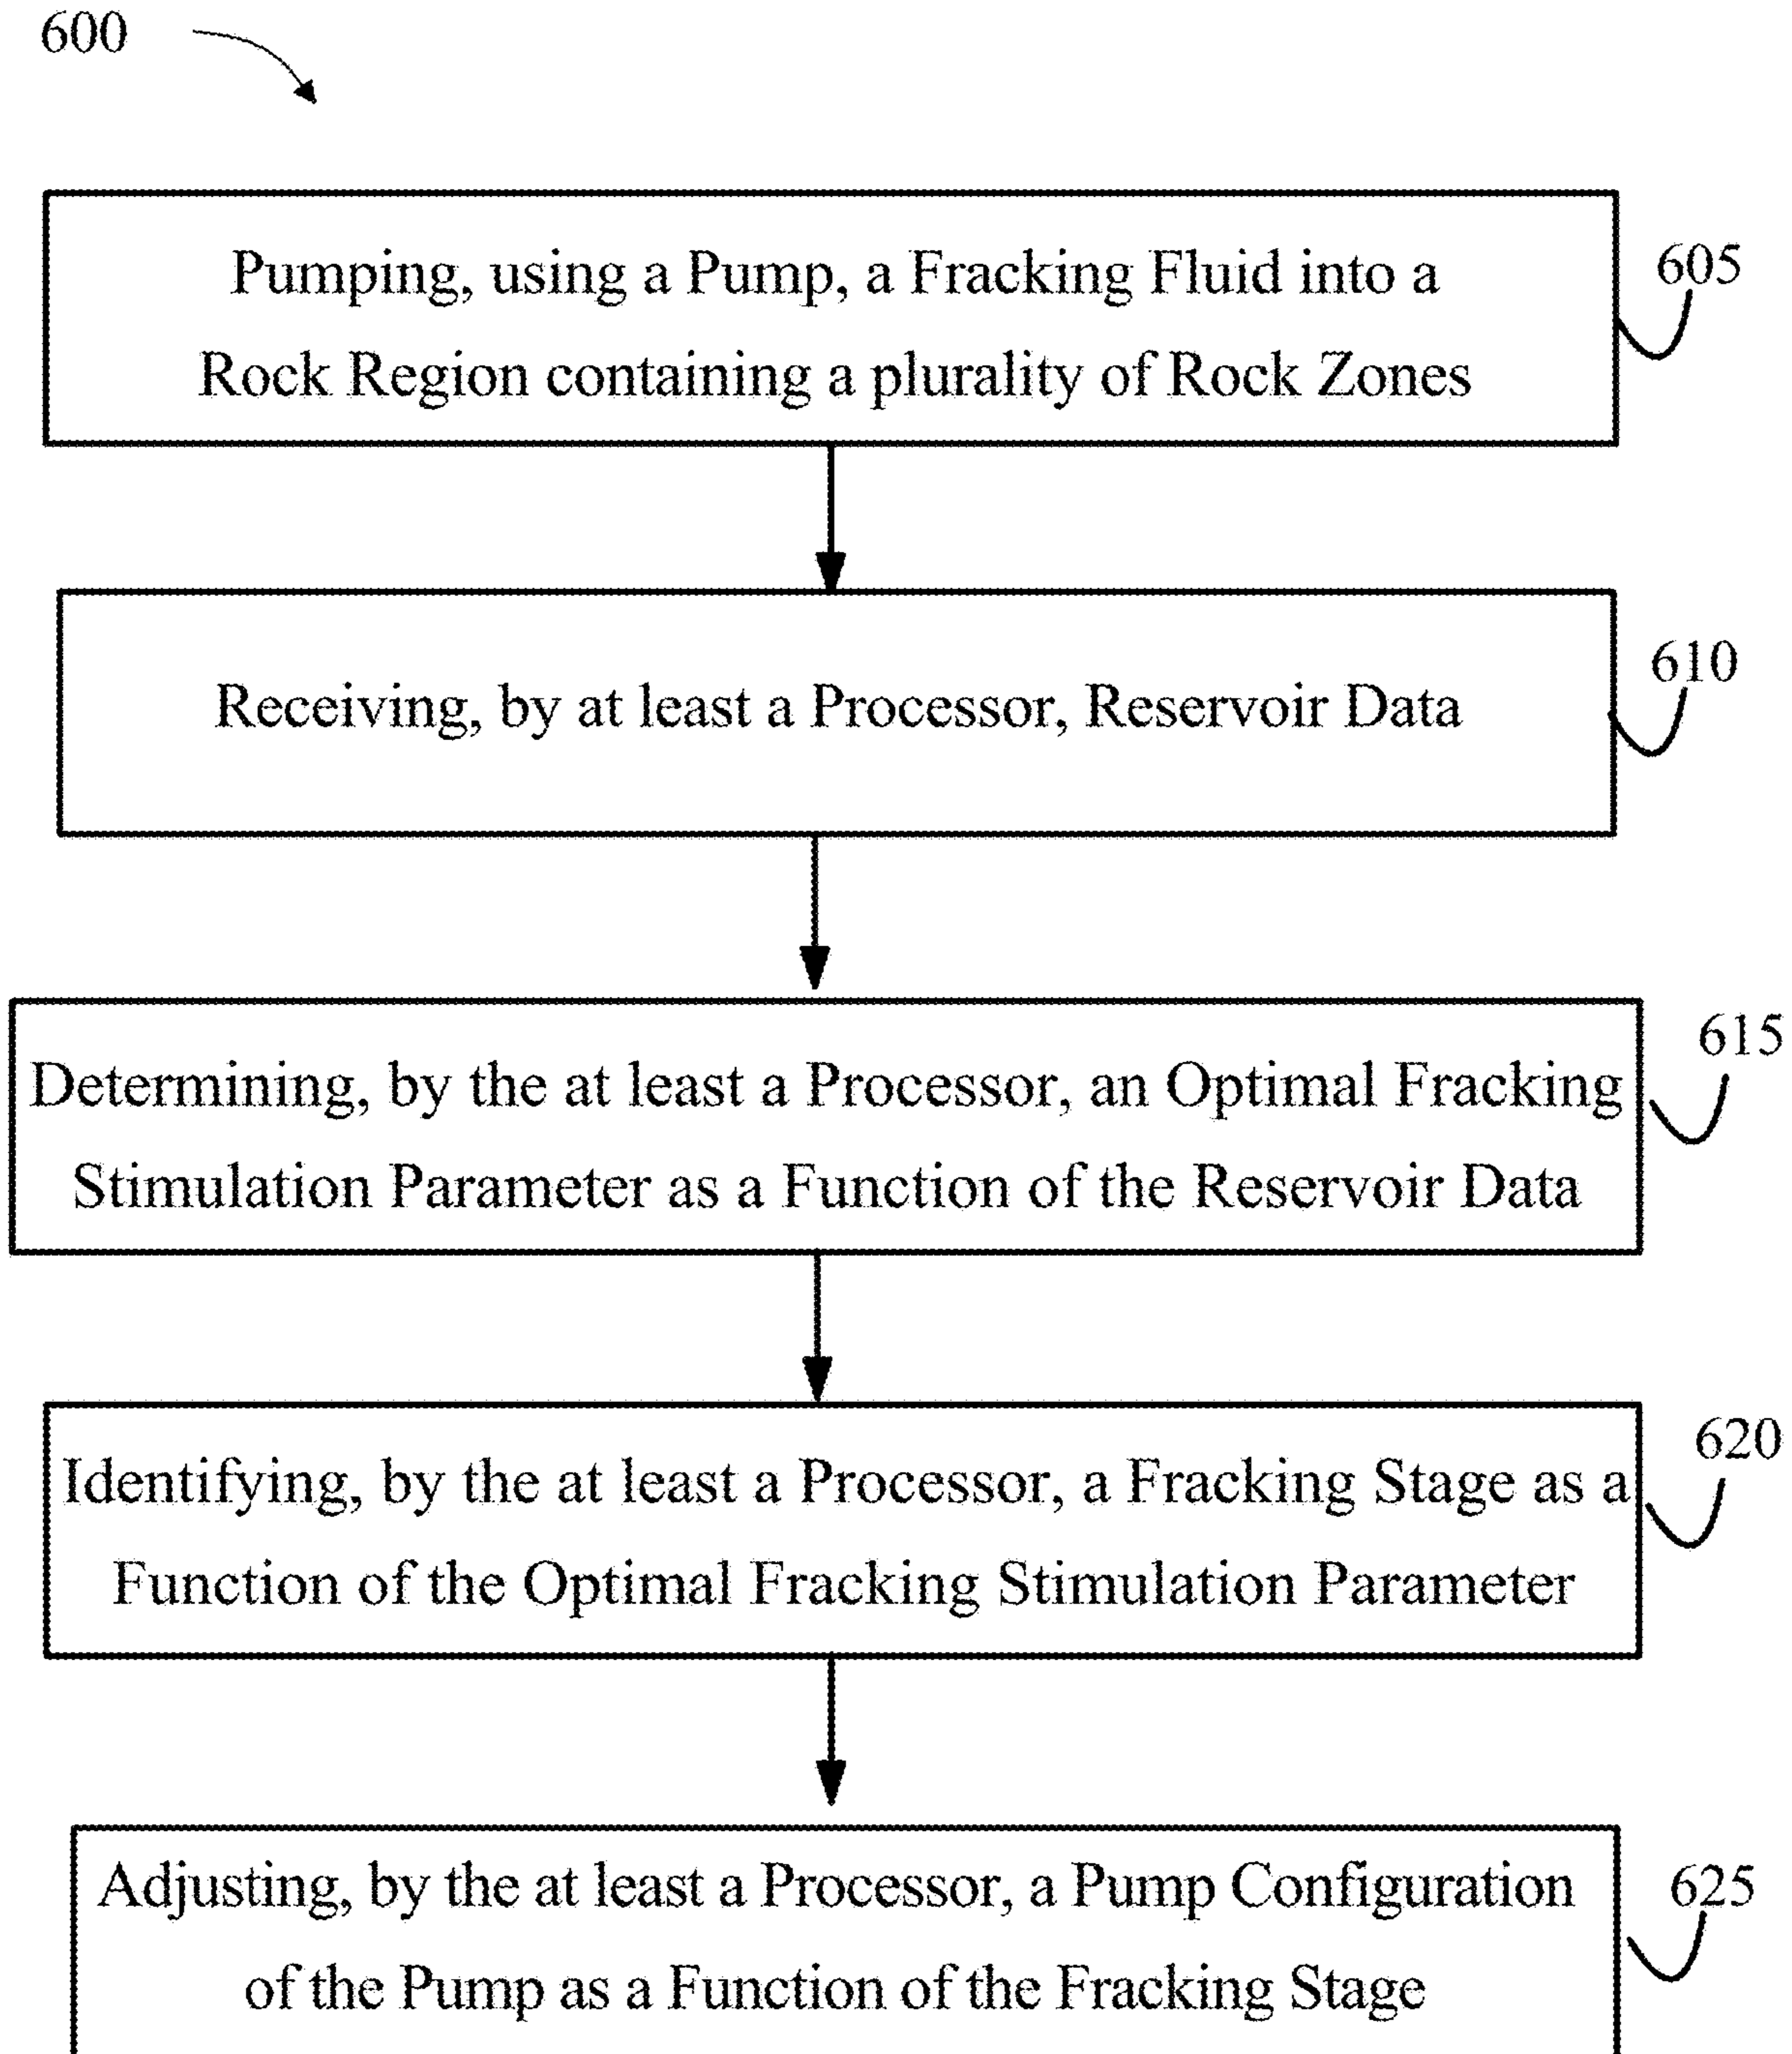 600
Pumping, using a Pump, a Fracking Fluid into a
Rock Region containing a plurality of Rock Zones
605
Receiving, by at least a Processor, Reservoir Data
610
Determining, by the at least a Processor, an Optimal Fracking
Stimulation Parameter as a Function of the Reservoir Data
615
Identifying, by the at least a Processor, a Fracking Stage as a
Function of the Optimal Fracking Stimulation Parameter
620
Adjusting, by the at least a Processor, a Pump Configuration
of the Pump as a Function of the Fracking Stage
625